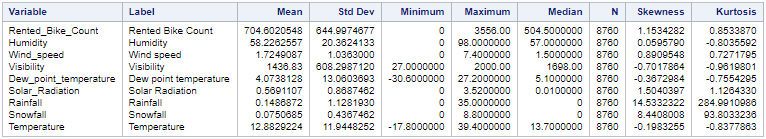 Variable Label Mean Std Dev Minimum Maximum Median N Skewness Kurtosis
Rented_Bike_Count Rented Bike Count 704.6020548 644.9974677 0 3556.00 504.5000000 8760 1.1534282 0.8533870
Humidity Humidity 58.2262557 20.3624133 0 98.0000000 57.0000000 8760 0.0595790 -0.8035592
Wind_speed Wind speed 1.7249087 1.0363000 0 7.4000000 1.5000000 8760 0.8909548 0.7271795
Visibility Visibility 1436.83 608.2987120 27.0000000 2000.00 1698.00 8760 -0.7017864 -0.9619801
Dew_point_temperature Dew point temperature 4.0738128 13.0603693 -30.6000000 27.2000000 5.1000000 8760 -0.3672984 -0.7554295
Solar_Radiation Solar Radiation 0.5691107 0.8687462 0 3.5200000 0.0100000 8760 1.5040397 1.1264330
Rainfall Rainfall 0.1486872 1.1281930 0 35.0000000 0 8760 14.5332322 284.9910986
Snowfall Snowfall 0.0750685 0.4367462 0 8.8000000 0 8760 8.4408008 93.8033236
Temperature Temperature 12.8829224 11.9448252 -17.8000000 39.4000000 13.7000000 8760 -0.1983255 -0.8377863